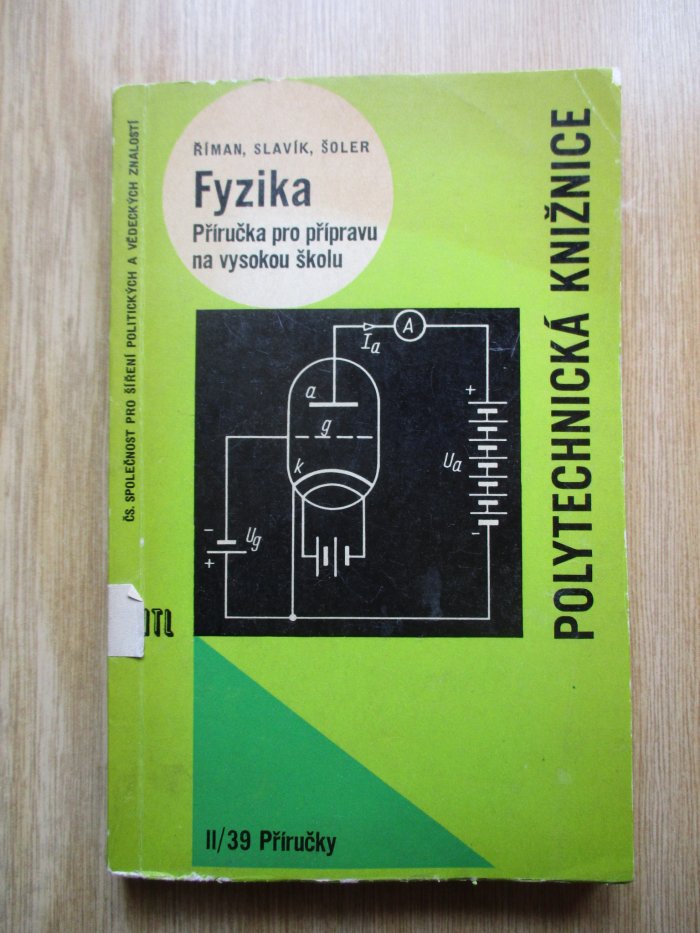 ŘÍMAN, SLAVÍK, ŠOLER
Fyzika
Příručka pro přípravu
na vysokou školu
ČS. SPOLEČNOST PRO ŠÍŘENÍ POLITICKÝCH A VĚDECKÝCH ZNALOSTÍ
POLYTECHNICKÁ KNIŽNICE
A
Ia
a
g
k
+
Ua
-
-
Ug
+
II/39 Příručky